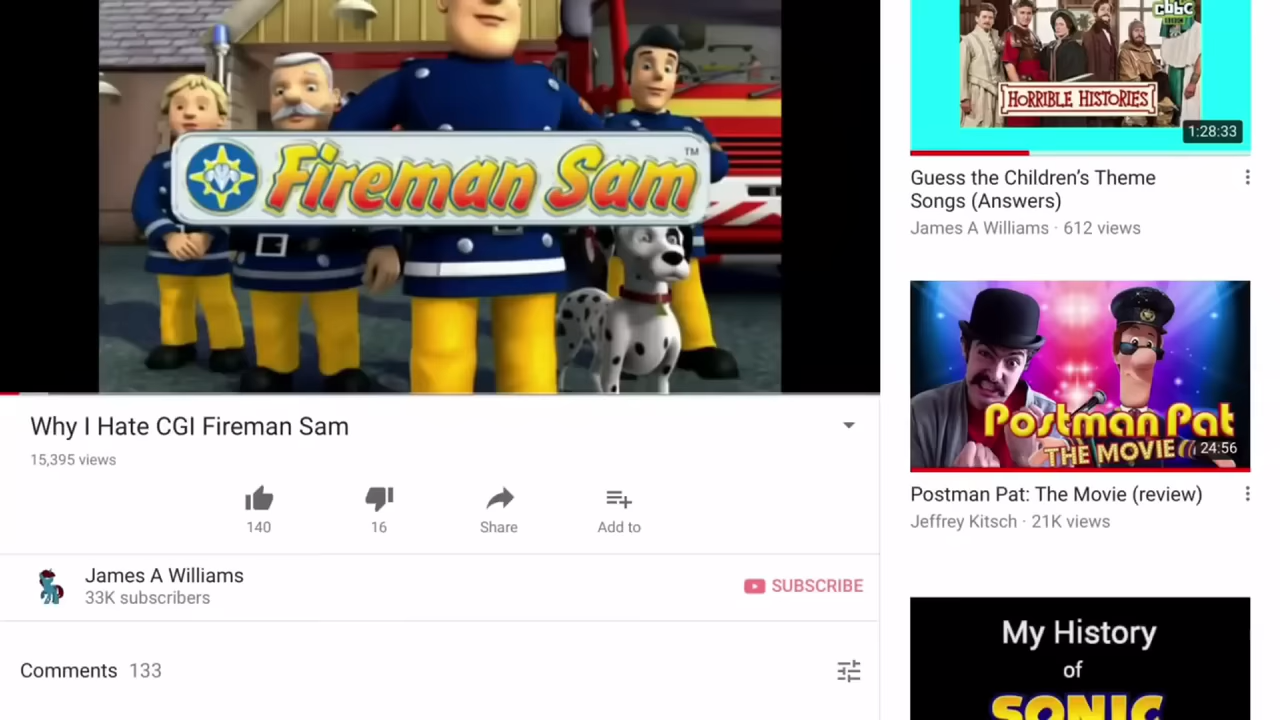 Fireman Sam
TM
Why I Hate CGI Fireman Sam
15,395 views
140
16
Share
Add to
James A Williams
33K subscribers
SUBSCRIBE
Comments 133
cbbc
HORRIBLE HISTORIES
1:28:33
Guess the Children’s Theme
Songs (Answers)
James A Williams · 612 views
Postman Pat
THE MOVIE
24:56
Postman Pat: The Movie (review)
Jeffrey Kitsch · 21K views
My History
of
SONIC